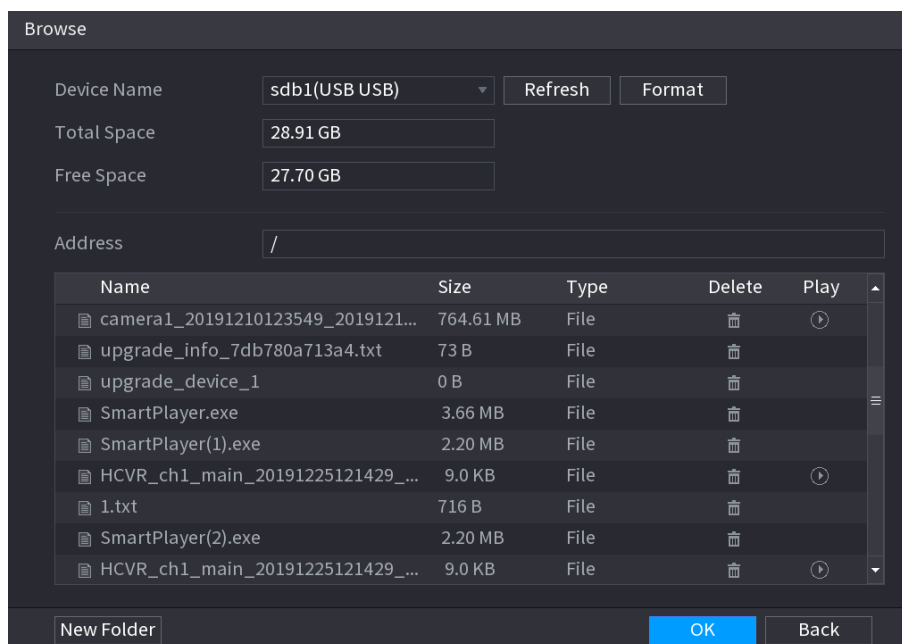 Browse
Device Name sdb1(USB USB) Refresh Format
Total Space 28.91 GB
Free Space 27.70 GB
Address /
Name Size Type Delete Play
camera1_20191210123549_2019121... 764.61 MB File
upgrade_info_7db780a713a4.txt 73 B File
upgrade_device_1 0 B File
SmartPlayer.exe 3.66 MB File
SmartPlayer(1).exe 2.20 MB File
HCVR_ch1_main_20191225121429_... 9.0 KB File
1.txt 716 B File
SmartPlayer(2).exe 2.20 MB File
HCVR_ch1_main_20191225121429_... 9.0 KB File
New Folder OK Back